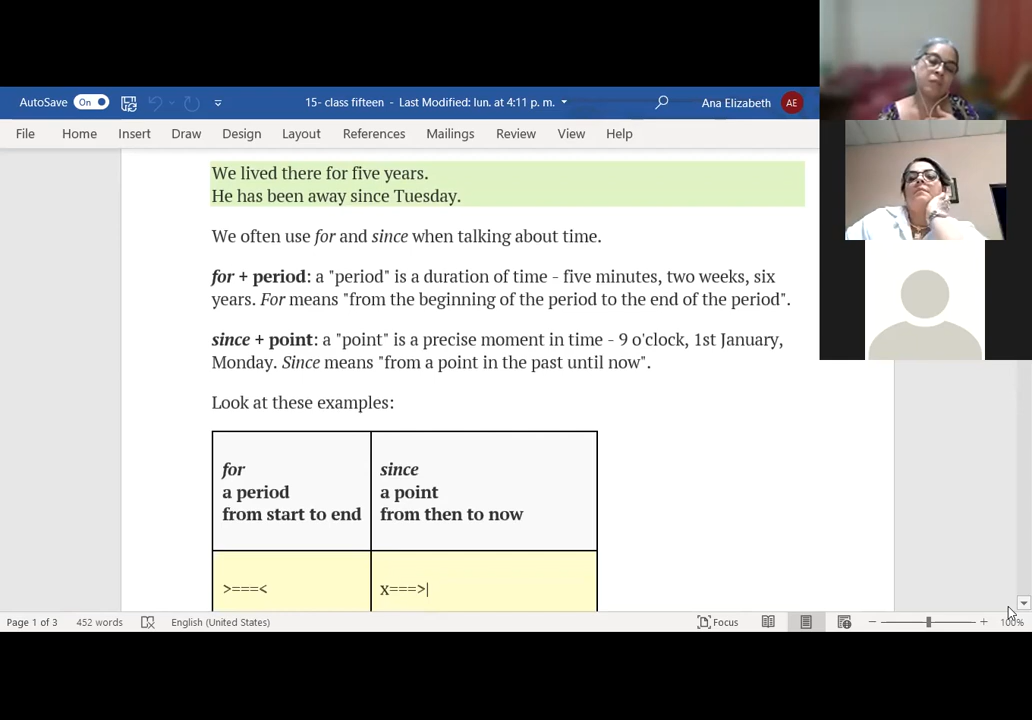 AutoSave On 15- class fifteen - Last Modified: lun. at 4:11 p. m. Ana Elizabeth AE
File Home Insert Draw Design Layout References Mailings Review View Help
We lived there for five years.
He has been away since Tuesday.
We often use for and since when talking about time.
for + period: a "period" is a duration of time - five minutes, two weeks, six
years. For means "from the beginning of the period to the end of the period".
since + point: a "point" is a precise moment in time - 9 o'clock, 1st January,
Monday. Since means "from a point in the past until now".
Look at these examples:
for
a period
from start to end
since
a point
from then to now
>===<
x===>|
Page 1 of 3 452 words English (United States) Focus 100%